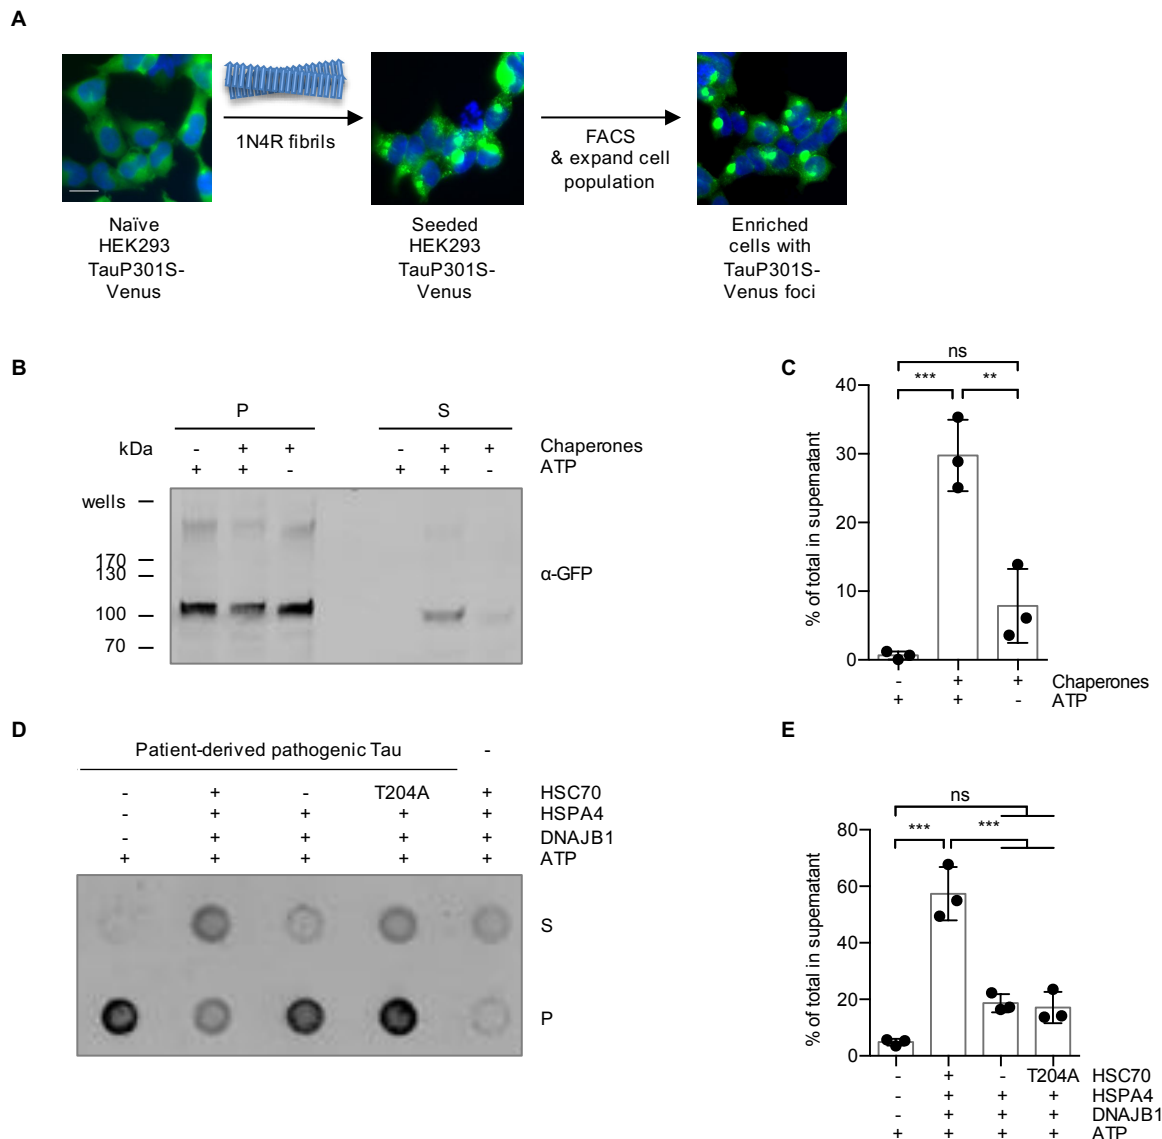 A
1N4R fibrils
FACS
& expand cell
population
Naïve
HEK293
TauP301S-
Venus
Seeded
HEK293
TauP301S-
Venus
Enriched
cells with
TauP301S-
Venus foci
B
P S
kDa - + + - + + Chaperones
+ + - + + - ATP
wells
170
130
100
70
α-GFP
C
ns
*** **
% of total in supernatant
40
30
20
10
0
- + + Chaperones
+ + - ATP
D
Patient-derived pathogenic Tau -
- + - T204A + HSC70
- + + + + HSPA4
- + + + + DNAJB1
+ + + + + ATP
S
P
E
ns
*** ***
% of total in supernatant
80
60
40
20
0
- + - T204A HSC70
- + + + HSPA4
- + + + DNAJB1
+ + + + ATP